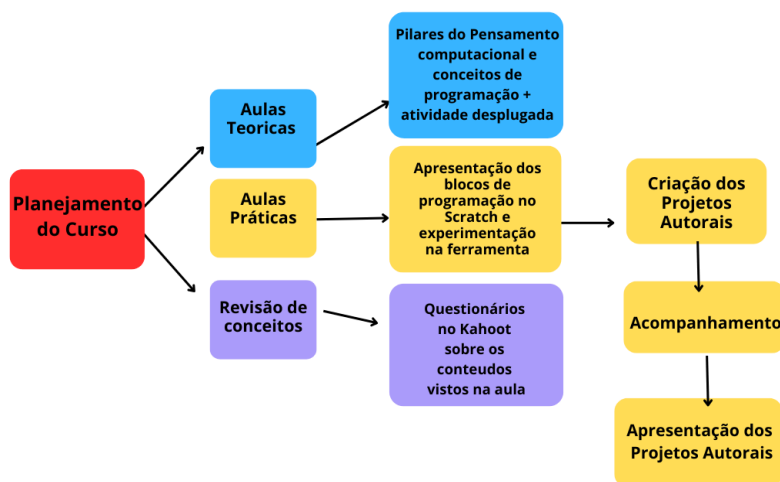 Planejamento
do Curso
Aulas
Teoricas
Pilares do Pensamento
computacional e
conceitos de
programação +
atividade desplugada
Aulas
Práticas
Apresentação dos
blocos de
programação no
Scratch e
experimentação
na ferramenta
Criação dos
Projetos
Autorais
Acompanhamento
Apresentação dos
Projetos Autorais
Revisão de
conceitos
Questionários
no Kahoot
sobre os
conteudos
vistos na aula